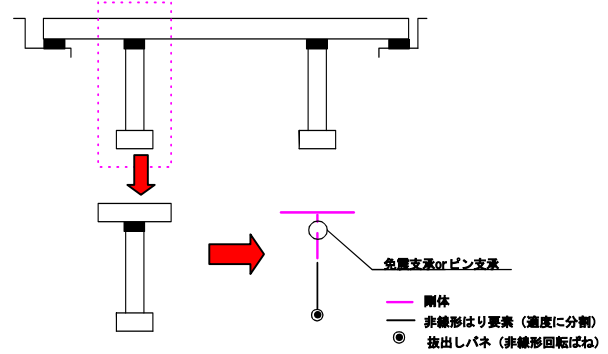 免震支承orピン支承
剛体
非線形はり要素（適度に分割）
抜出しバネ（非線形回転ばね）